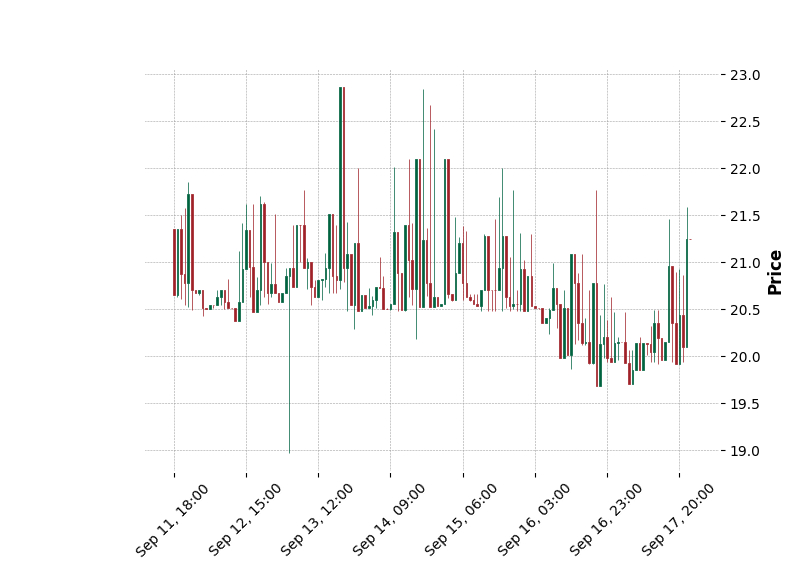 23.0
22.5
22.0
21.5
21.0
20.5
20.0
19.5
19.0
Price
Sep 11, 18:00
Sep 12, 15:00
Sep 13, 12:00
Sep 14, 09:00
Sep 15, 06:00
Sep 16, 03:00
Sep 16, 23:00
Sep 17, 20:00